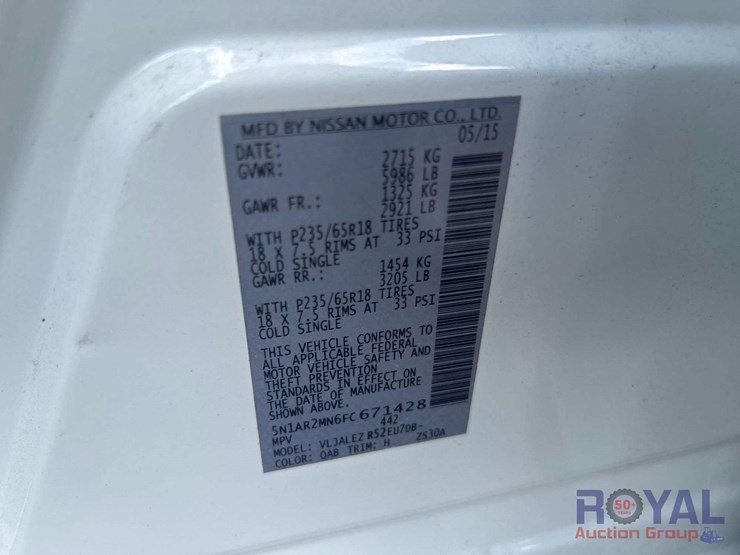 MFD BY NISSAN MOTOR CO., LTD.
DATE: 05/15
GVWR: 2715 KG
5986 LB
GAWR FR.: 1325 KG
2921 LB
WITH P235/65R18 TIRES
18 X 7.5 RIMS AT 33 PSI
COLD SINGLE
GAWR RR.: 1454 KG
3205 LB
WITH P235/65R18 TIRES
18 X 7.5 RIMS AT 33 PSI
COLD SINGLE
THIS VEHICLE CONFORMS TO
ALL APPLICABLE FEDERAL
MOTOR VEHICLE SAFETY AND
THEFT PREVENTION
STANDARDS IN EFFECT ON
THE DATE OF MANUFACTURE
SHOWN ABOVE.
5N1AR2MN6FC671428
MPV 442
MODEL: VLJALEZ R52EU7D8-
COLOR: QAB TRIM: H 2S30A
ROYAL
50+
YEARS
Auction Group